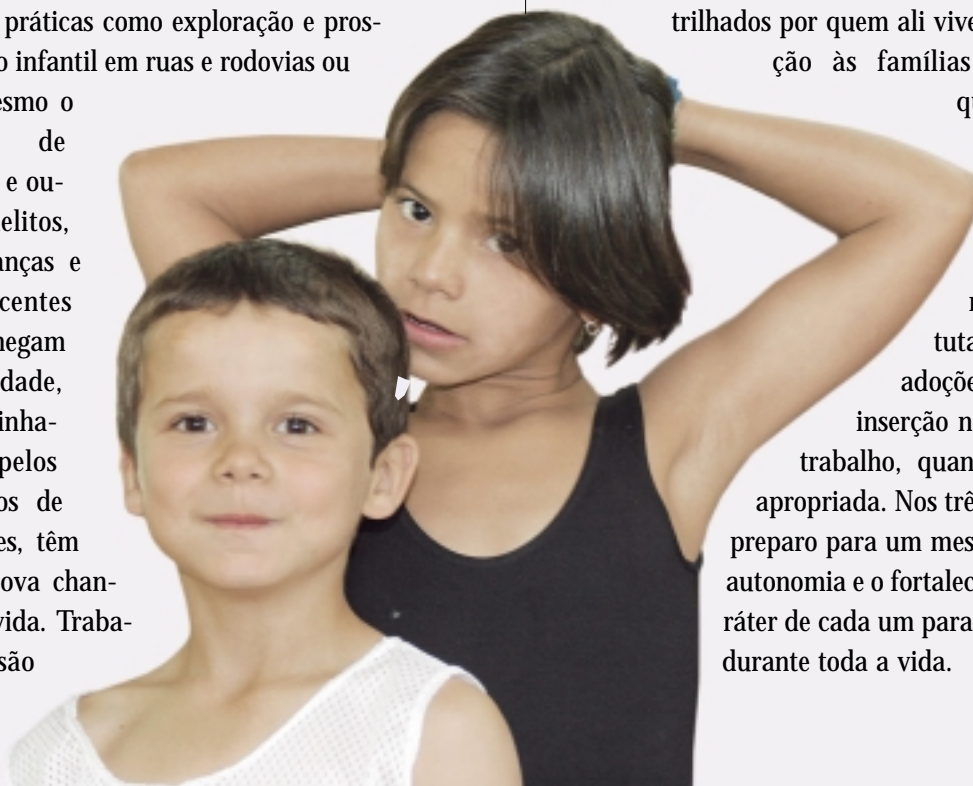 práticas como exploração e pros-
o infantil em ruas e rodovias ou
esmo o
de
e ou-
elitos,
anças e
centes
hegam
dade,
inha-
pelos
os de
es, têm
ova chan-
vida. Traba-
são
trilhados por quem ali vive
ção às famílias
qu
tuta
adoçõe
inserção n
trabalho, quan
apropriada. Nos trê
preparo para um mes
autonomia e o fortalec
ráter de cada um para
durante toda a vida.